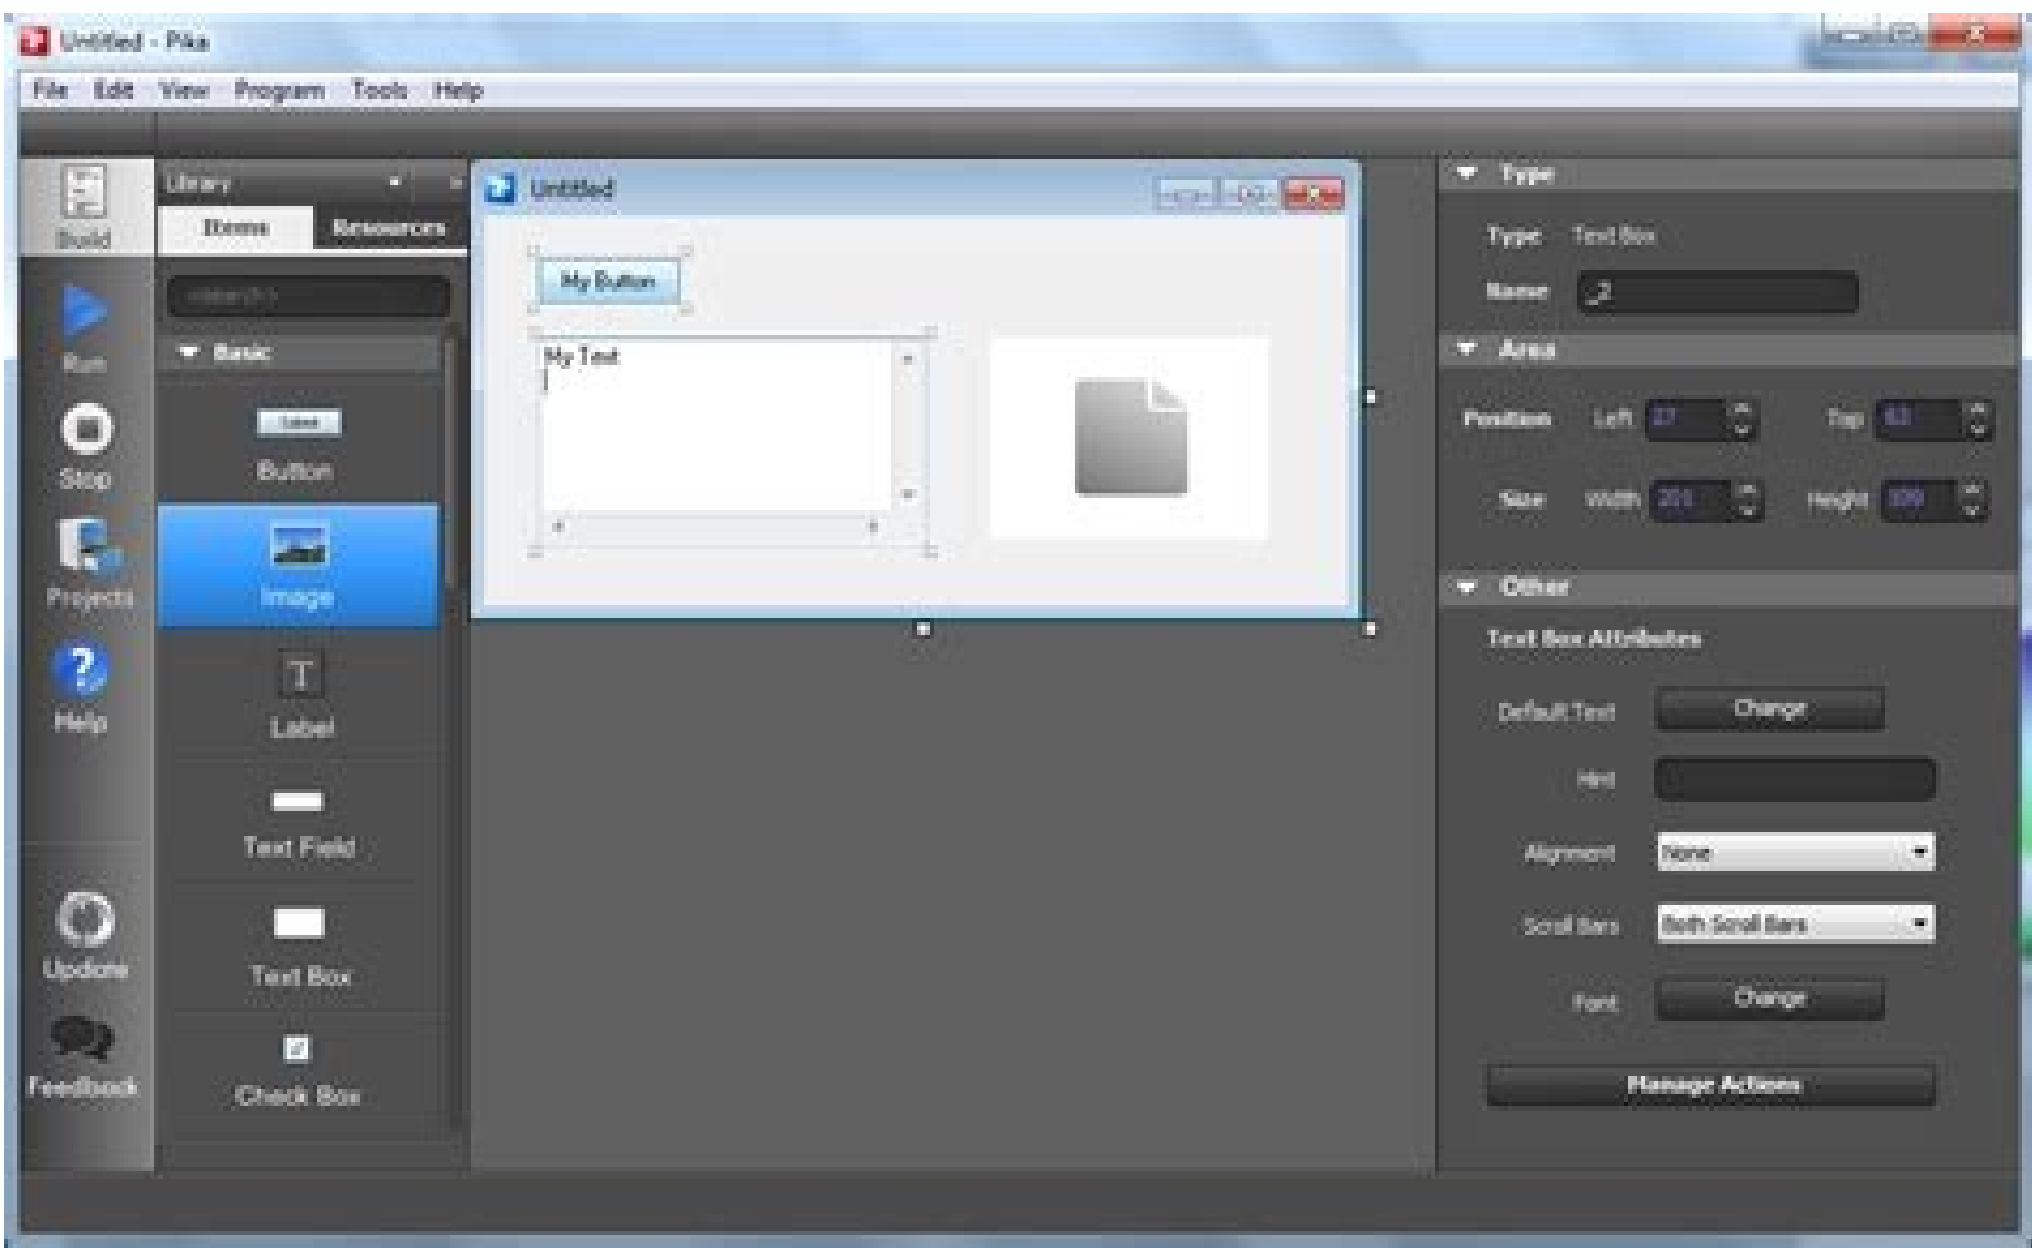 Untitled - Pika
File Edit View Program Tools Help
Build
Run
Stop
Projects
Help
Update
Feedback
Library
Items Resources
<search>
Basic
Button
Image
Label
Text Field
Text Box
Check Box
Untitled
My Button
My Text
Type
Type Text Box
Name _2
Area
Position Left Top
Size Width Height
Other
Text Box Attributes
Default Text Change
Hint
Alignment None
Scroll Bars Both Scroll Bars
Font Change
Manage Actions